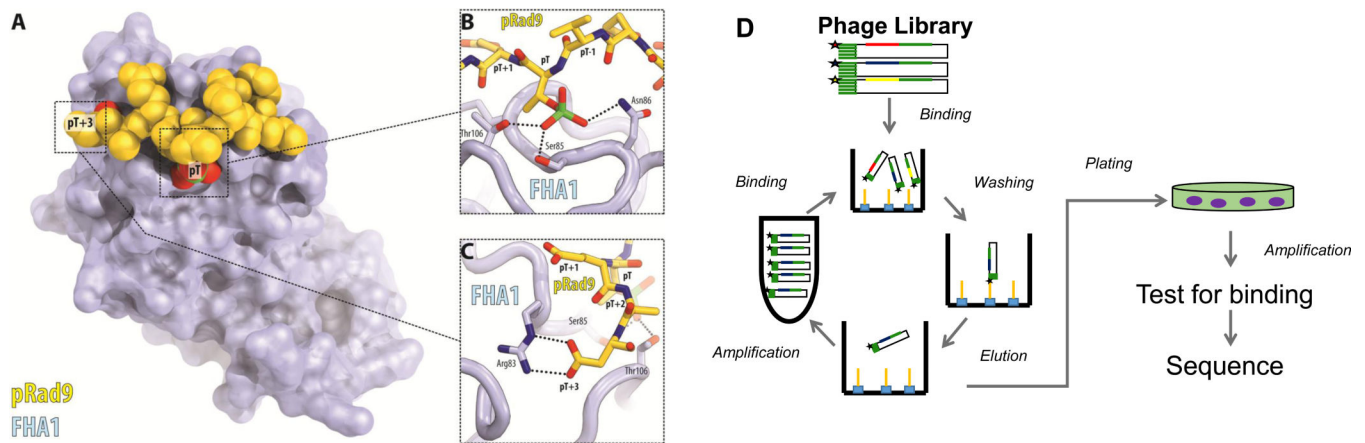 A
pT+3
pT
pRad9
FHA1
B
pRad9
pT+1
pT
pT-1
Asn86
Thr106
Ser85
FHA1
C
pT+1
pT
FHA1
pRad9
pT+2
Ser85
Arg83
Thr106
pT+3
D
Phage Library
Binding
Binding
Washing
Plating
Amplification
Elution
Amplification
Test for binding
Sequence